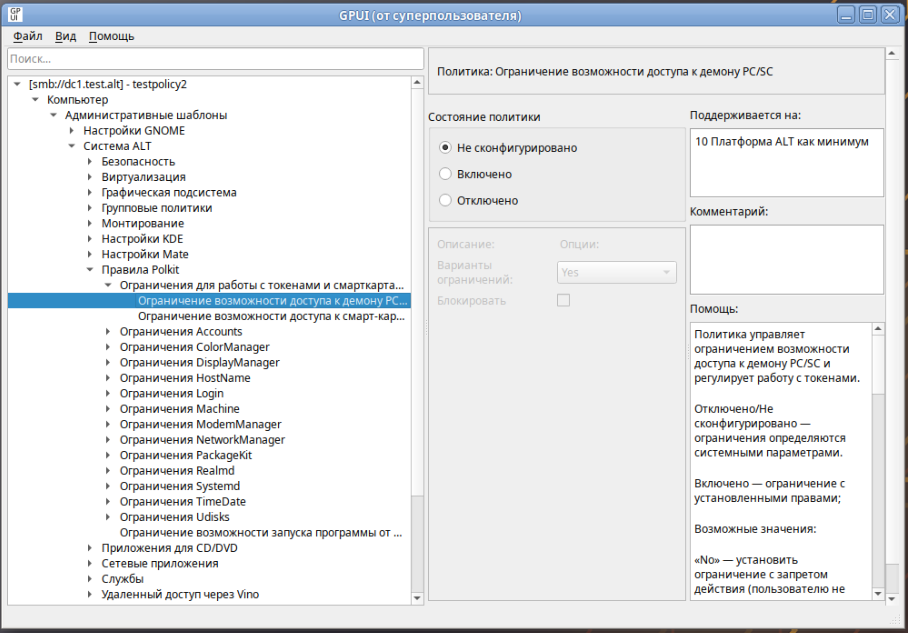 GP
UI
GPUI (от суперпользователя)
Файл Вид Помощь
Поиск...
[smb://dc1.test.alt] - testpolicy2
Компьютер
Административные шаблоны
Настройки GNOME
Система ALT
Безопасность
Виртуализация
Графическая подсистема
Групповые политики
Монтирование
Настройки KDE
Настройки Mate
Правила Polkit
Ограничения для работы с токенами и смарткарта...
Ограничение возможности доступа к демону PC...
Ограничение возможности доступа к смарт-кар...
Ограничения Accounts
Ограничения ColorManager
Ограничения DisplayManager
Ограничения HostName
Ограничения Login
Ограничения Machine
Ограничения ModemManager
Ограничения NetworkManager
Ограничения PackageKit
Ограничения Realmd
Ограничения Systemd
Ограничения TimeDate
Ограничения Udisks
Ограничение возможности запуска программы от ...
Приложения для CD/DVD
Сетевые приложения
Службы
Удаленный доступ через Vino
Политика: Ограничение возможности доступа к демону PC/SC
Состояние политики
Не сконфигурировано
Включено
Отключено
Описание: Опции:
Варианты
ограничений:
Yes
Блокировать
Поддерживается на:
10 Платформа ALT как минимум
Комментарий:
Помощь:
Политика управляет
ограничением возможности
доступа к демону PC/SC и
регулирует работу с токенами.
Отключено/Не
сконфигурировано —
ограничения определяются
системными параметрами.
Включено — ограничение с
установленными правами;
Возможные значения:
«No» — установить
ограничение с запретом
действия (пользователю не